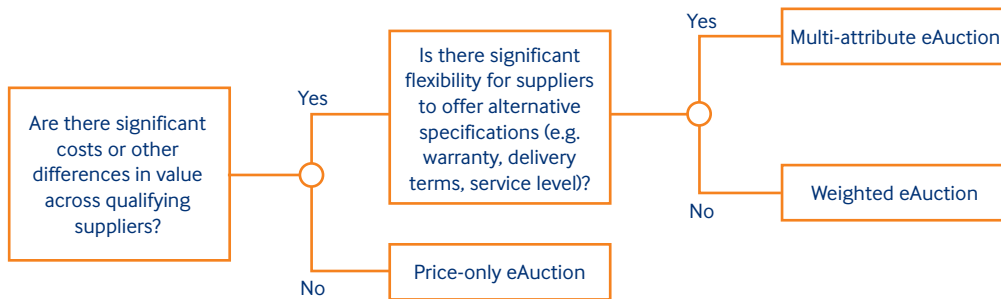 Are there significant
costs or other
differences in value
across qualifying
suppliers?
Yes
No
Is there significant
flexibility for suppliers
to offer alternative
specifications (e.g.
warranty, delivery
terms, service level)?
Price-only eAuction
Yes
No
Multi-attribute eAuction
Weighted eAuction